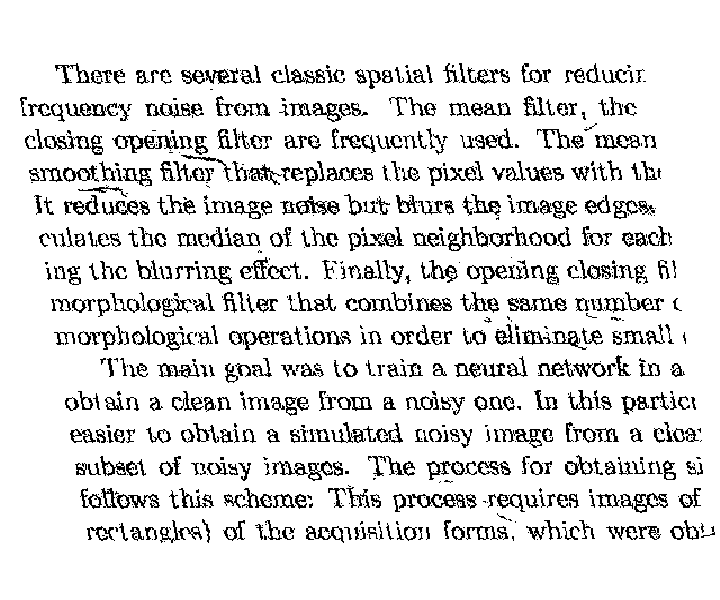 There are several classic spatial filters for reducin
frequency noise from images. The mean filter, the
closing opening filter are frequently used. The mean
smoothing filter that replaces the pixel values with the
It reduces the image noise but blurs the image edges.
culates the median of the pixel neighborhood for each
ing the blurring effect. Finally, the opening closing fil
morphological filter that combines the same number
morphological operations in order to eliminate small
The main goal was to train a neural network in a
obtain a clean image from a noisy one. In this partic
easier to obtain a simulated noisy image from a clea
subset of noisy images. The process for obtaining si
follows this scheme: This process requires images of
rectangles) of the acquisition forms, which were obt